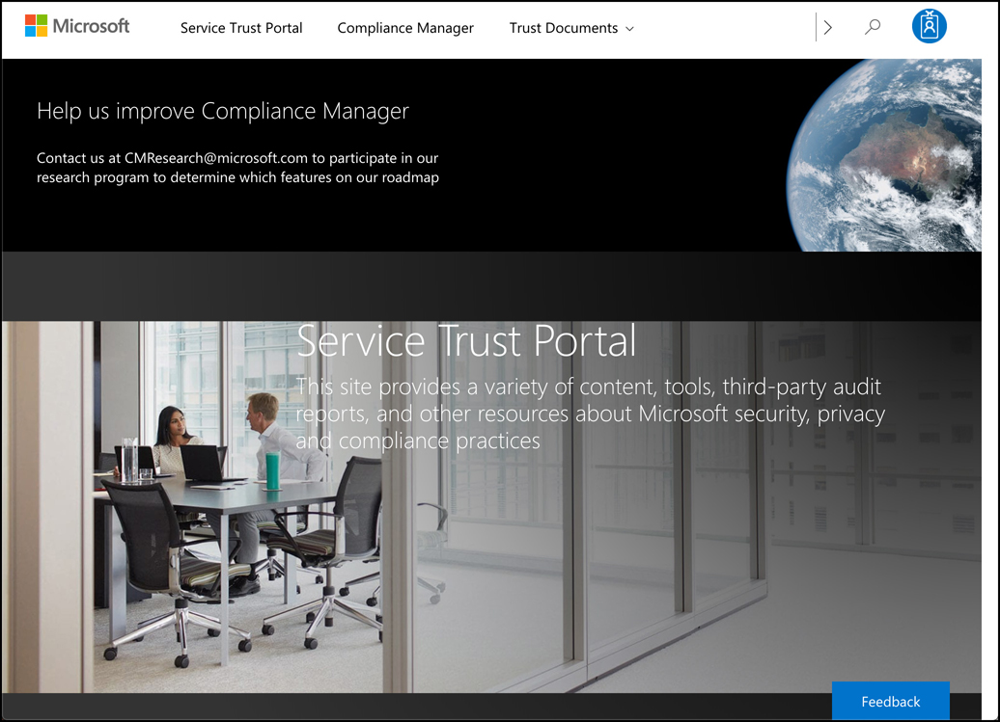 Microsoft
Service Trust Portal
Compliance Manager
Trust Documents
Help us improve Compliance Manager
Contact us at CMResearch@microsoft.com to participate in our
research program to determine which features on our roadmap
Service Trust Portal
This site provides a variety of content, tools, third-party audit
reports, and other resources about Microsoft security, privacy
and compliance practices
Feedback